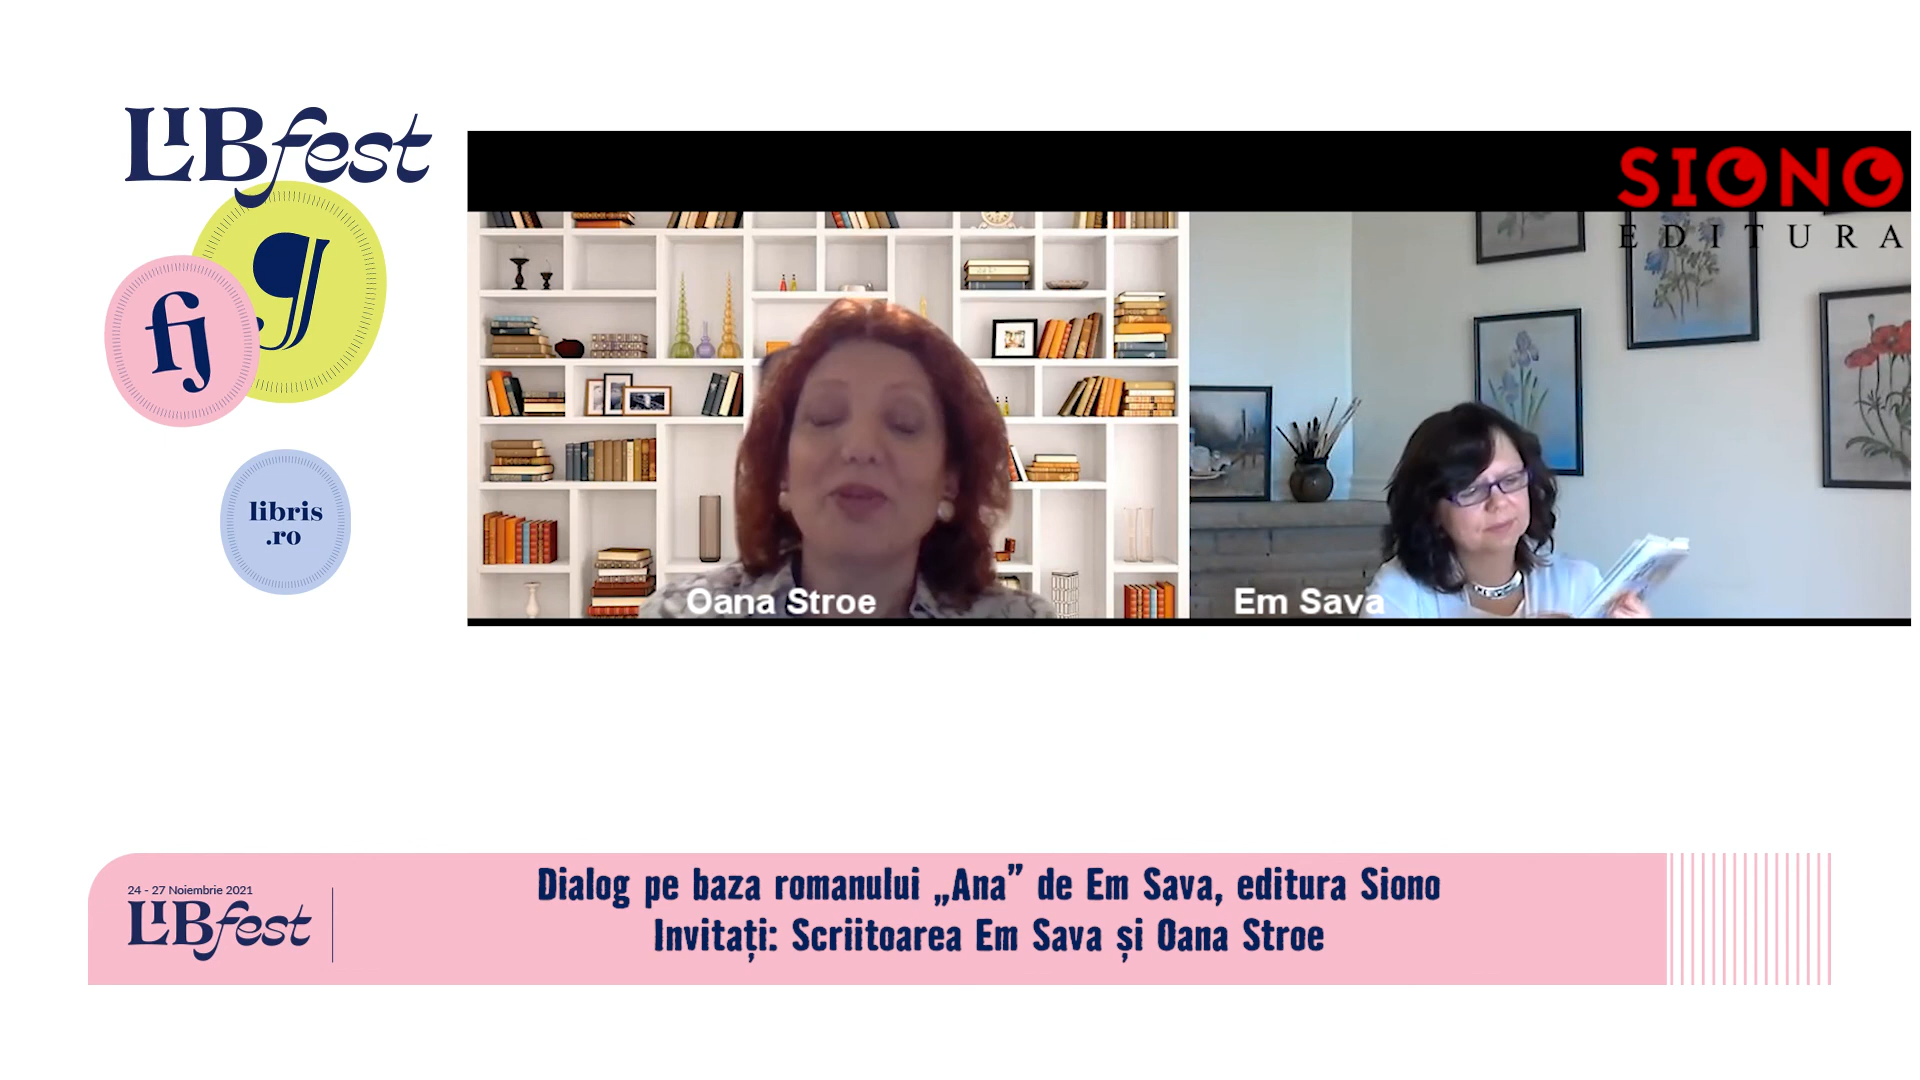 LIBfest
fj
libris
.ro
SIONO
EDITURA
Oana Stroe
Em Sava
24 - 27 Noiembrie 2021
LIBfest
Dialog pe baza romanului „Ana” de Em Sava, editura Siono
Invitați: Scriitoarea Em Sava și Oana Stroe